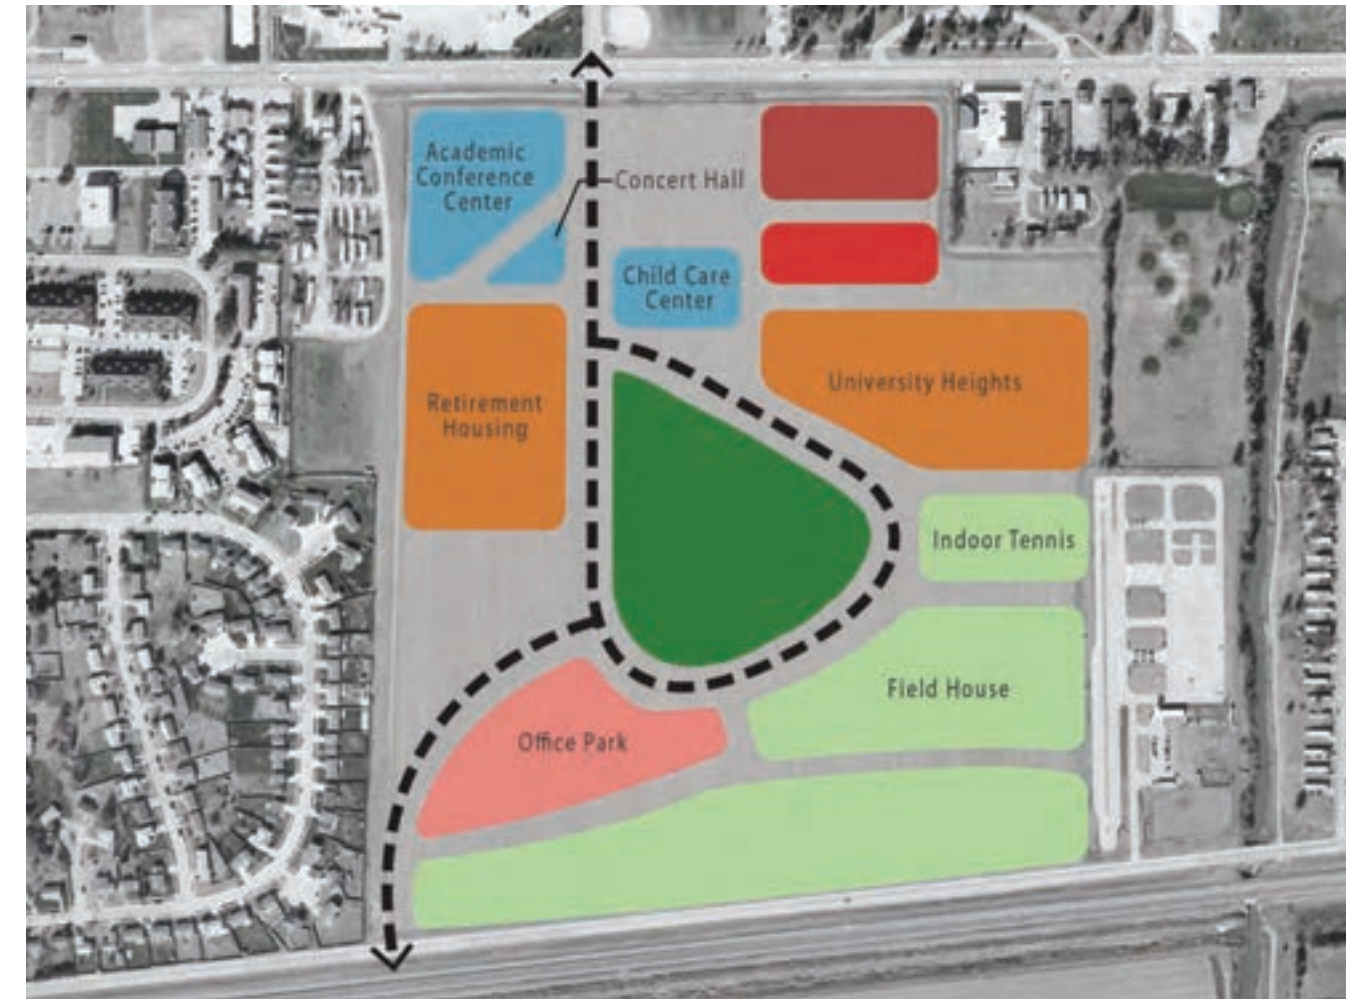 Academic
Conference
Center
Concert Hall
Child Care
Center
Retirement
Housing
University Heights
Indoor Tennis
Field House
Office Park